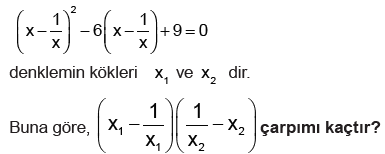 (x − 1/x)² − 6(x − 1/x) + 9 = 0
denklemin kökleri x₁ ve x₂ dir.
Buna göre, (x₁ − 1/x₁)(1/x₂ − x₂) çarpımı kaçtır?